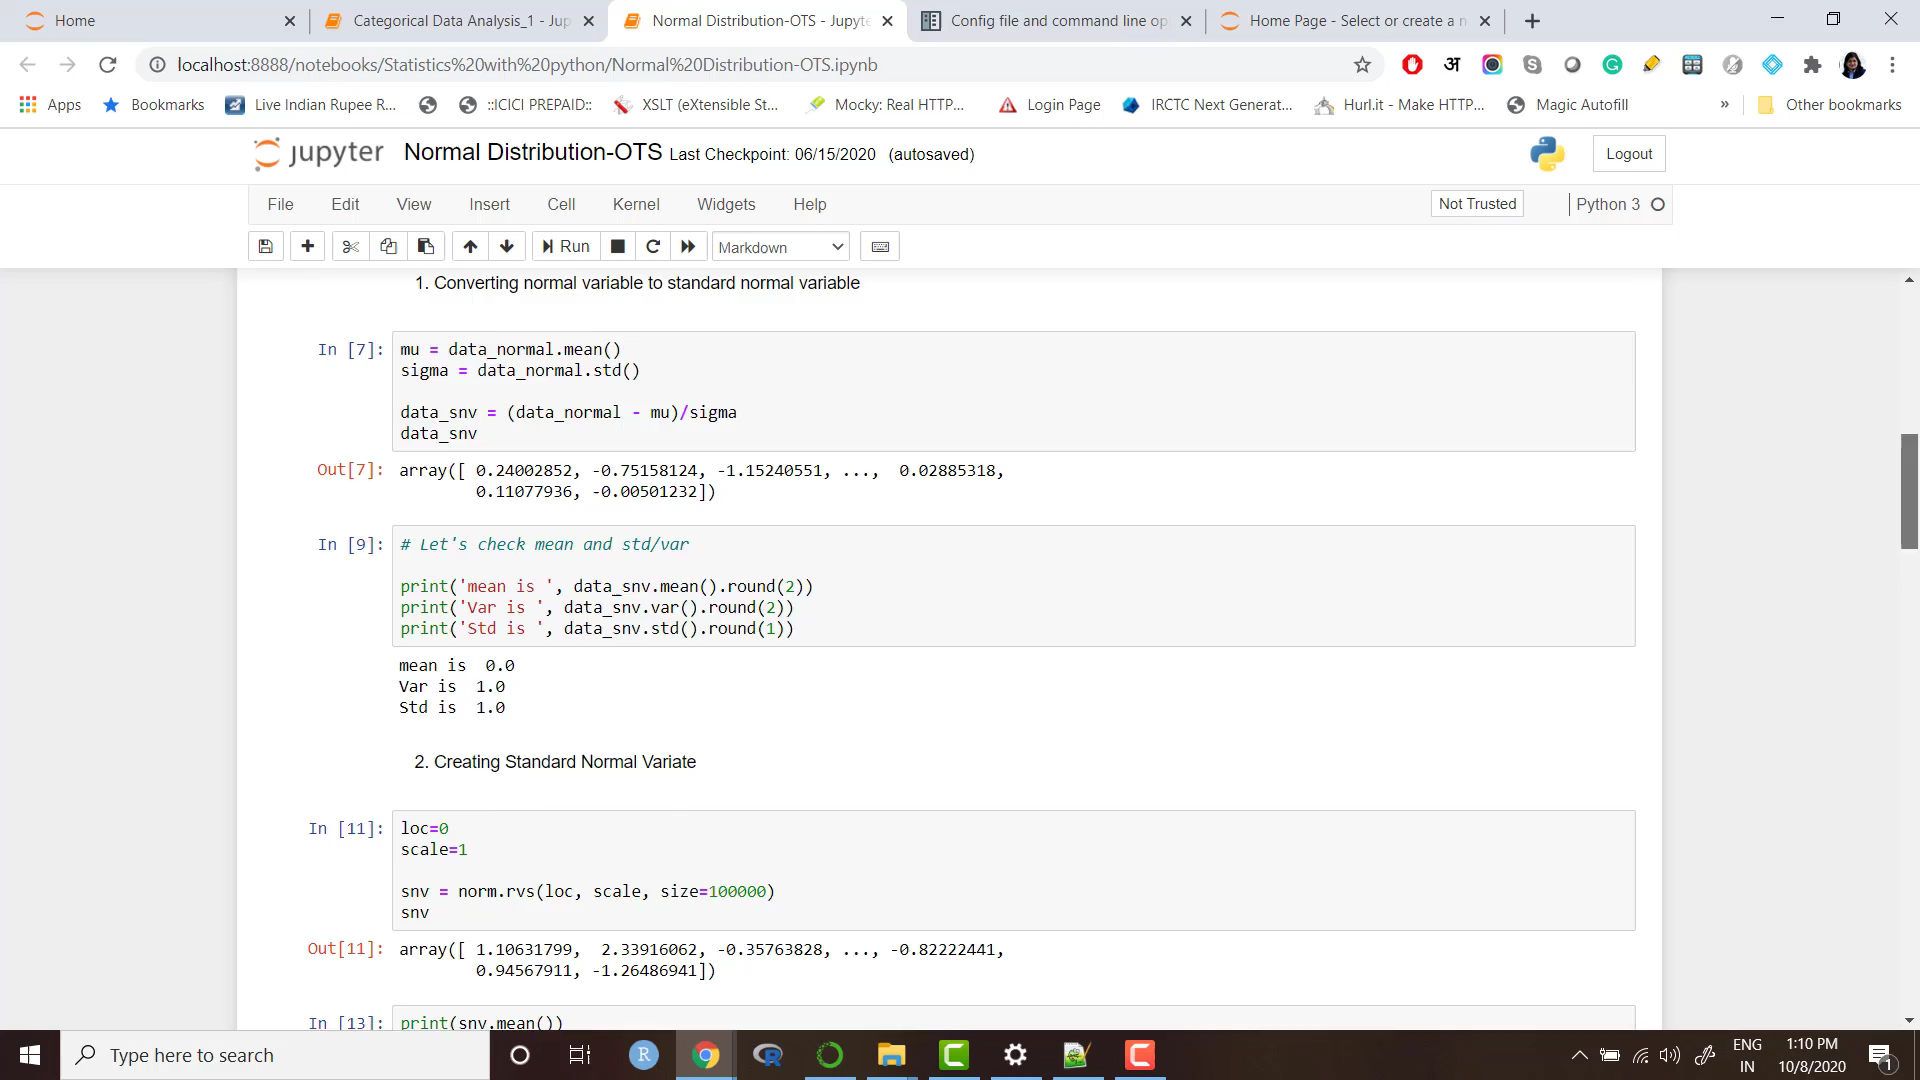 Home
Categorical Data Analysis_1 - Jup
Normal Distribution-OTS - Jupyte
Config file and command line op
Home Page - Select or create a n
localhost:8888/notebooks/Statistics%20with%20python/Normal%20Distribution-OTS.ipynb
अ
Apps
Bookmarks
Live Indian Rupee R...
::ICICI PREPAID::
XSLT (eXtensible St...
Mocky: Real HTTP...
Login Page
IRCTC Next Generat...
Hurl.it - Make HTTP...
Magic Autofill
»
Other bookmarks
jupyter Normal Distribution-OTS Last Checkpoint: 06/15/2020 (autosaved)
Logout
File Edit View Insert Cell Kernel Widgets Help
Not Trusted
Python 3
Run
Markdown
1. Converting normal variable to standard normal variable
In [7]:
mu = data_normal.mean()
sigma = data_normal.std()
data_snv = (data_normal - mu)/sigma
data_snv
Out[7]:
array([ 0.24002852, -0.75158124, -1.15240551, ..., 0.02885318,
0.11077936, -0.00501232])
In [9]:
# Let's check mean and std/var
print('mean is ', data_snv.mean().round(2))
print('Var is ', data_snv.var().round(2))
print('Std is ', data_snv.std().round(1))
mean is 0.0
Var is 1.0
Std is 1.0
2. Creating Standard Normal Variate
In [11]:
loc=0
scale=1
snv = norm.rvs(loc, scale, size=100000)
snv
Out[11]:
array([ 1.10631799, 2.33916062, -0.35763828, ..., -0.82222441,
0.94567911, -1.26486941])
In [13]:
print(snv.mean())
Type here to search
R
R
C
C
ENG
IN
1:10 PM
10/8/2020
1